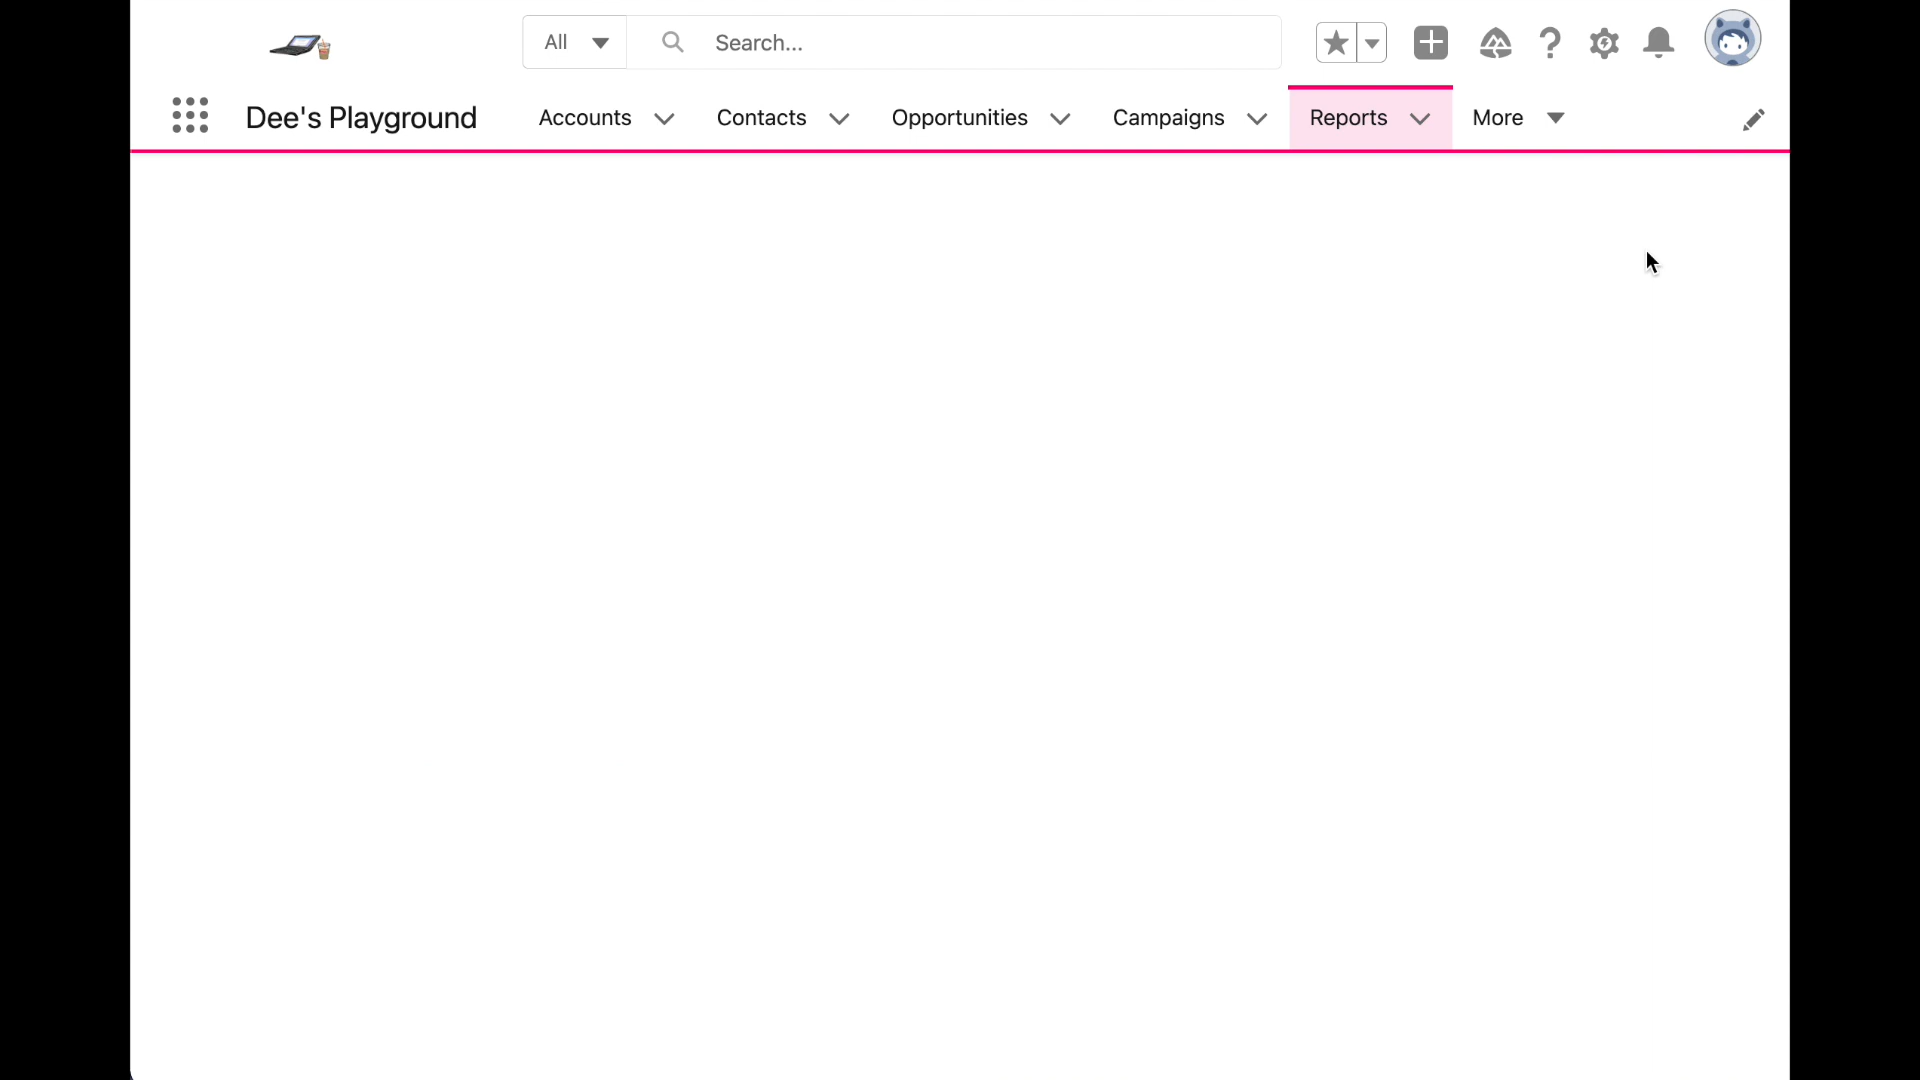 All
Search...
Dee's Playground
Accounts
Contacts
Opportunities
Campaigns
Reports
More